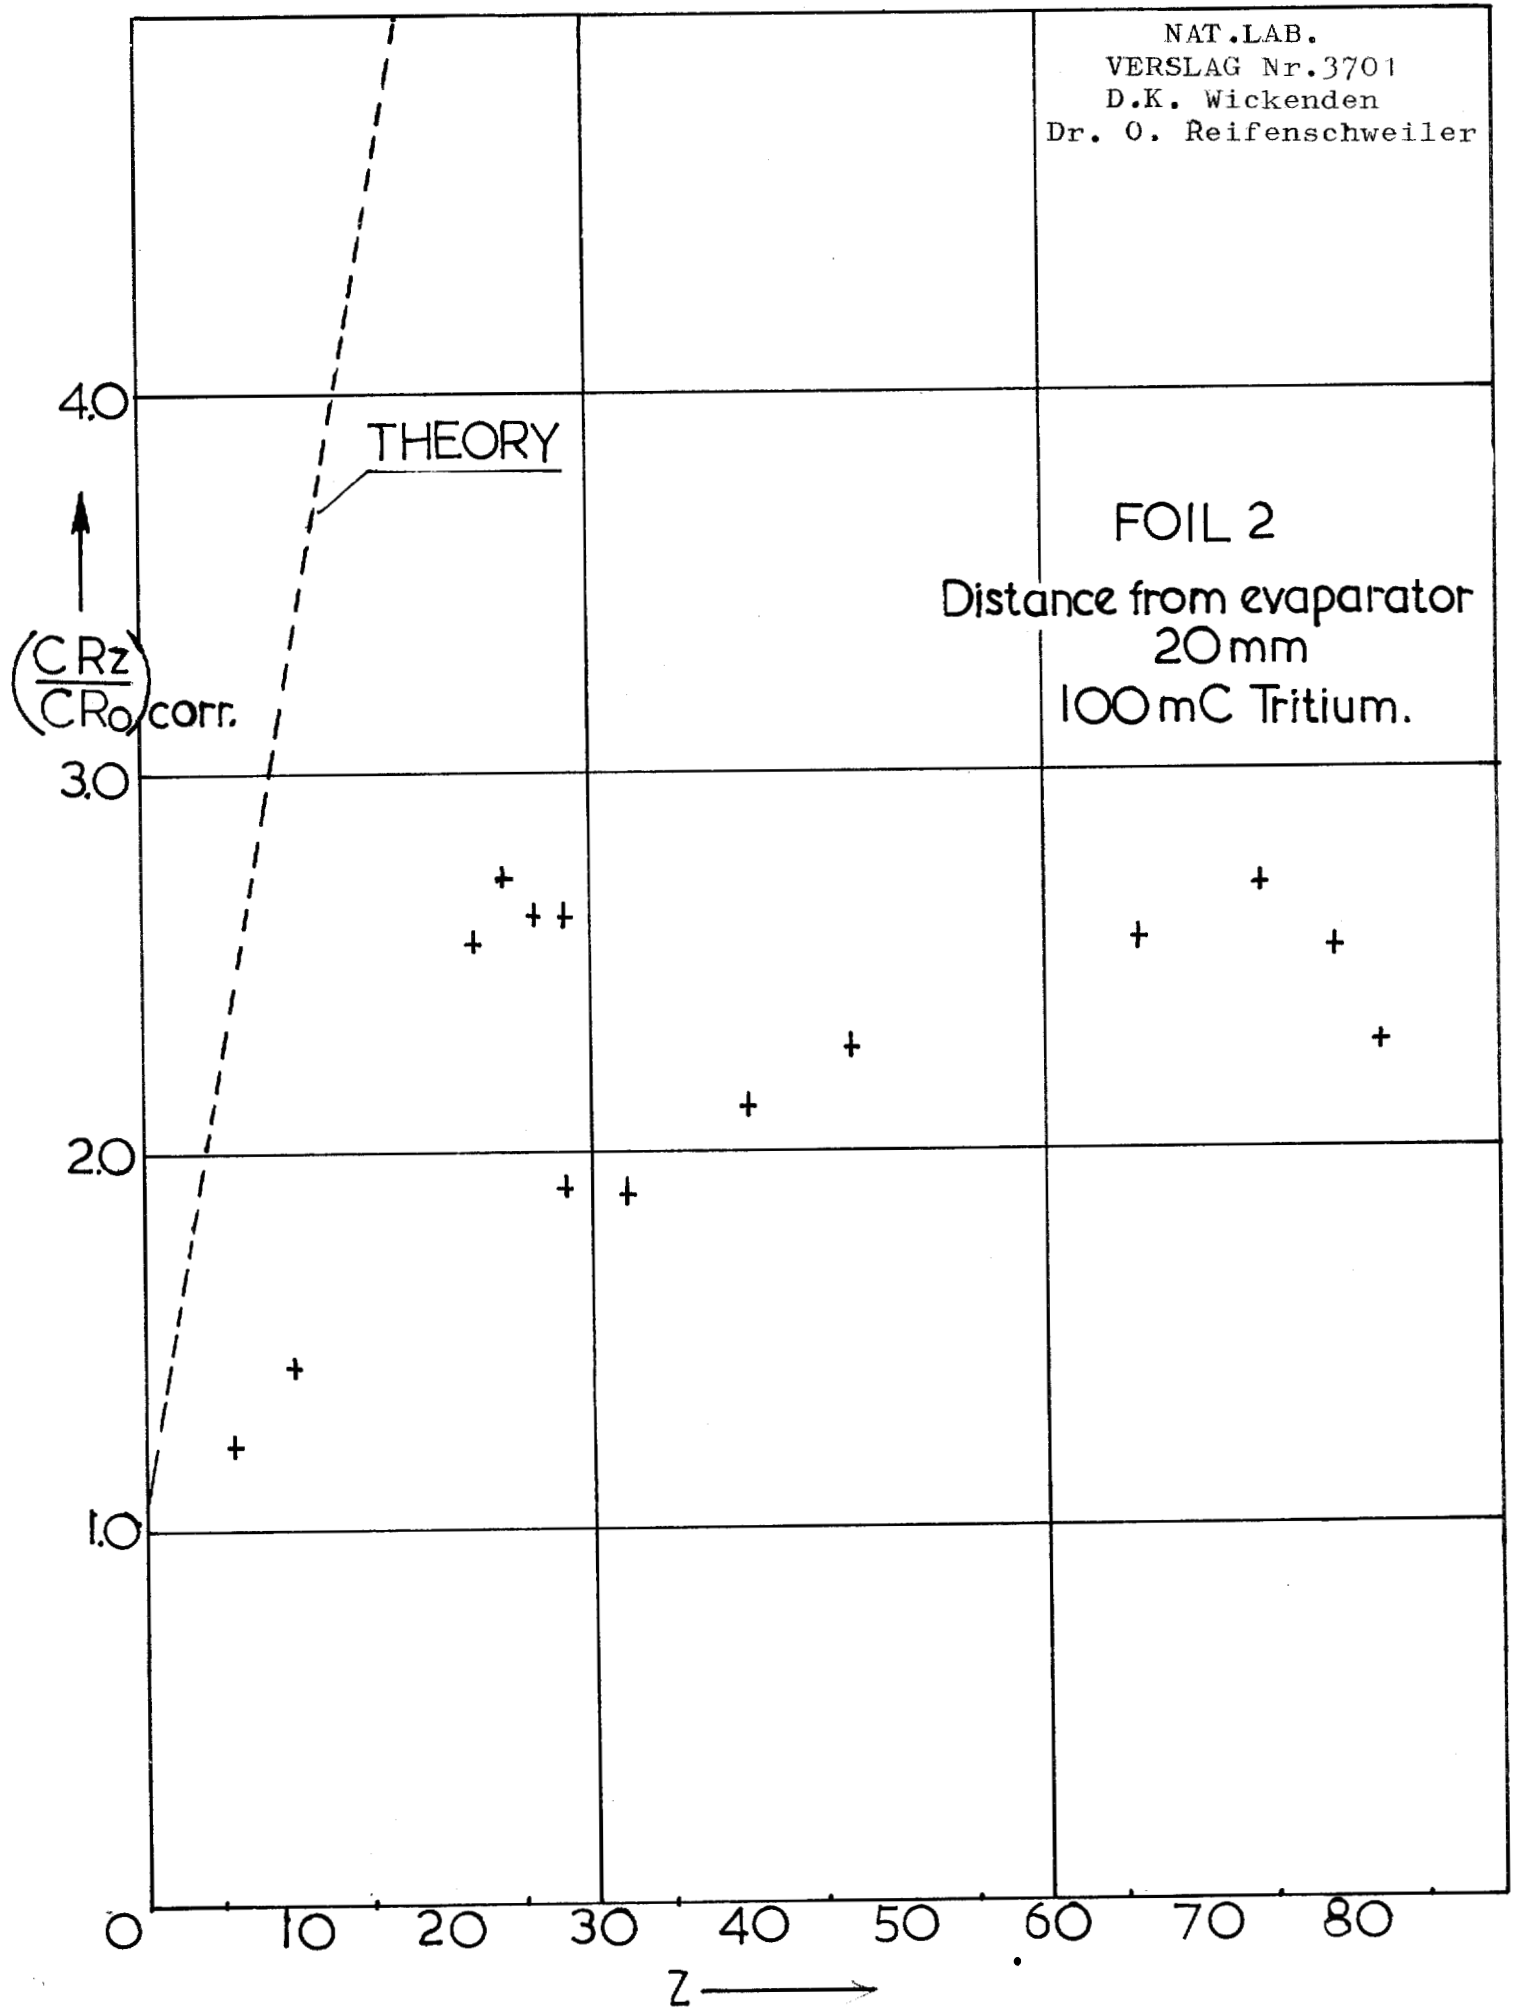 NAT.LAB.
VERSLAG Nr.3701
D.K. Wickenden
Dr. O. Reifenschweiler
4.0
THEORY
FOIL 2
Distance from evaparator
20mm
100mC Tritium.
(CRz
CRo) corr.
3.0
2.0
1.0
0 10 20 30 40 50 60 70 80
Z